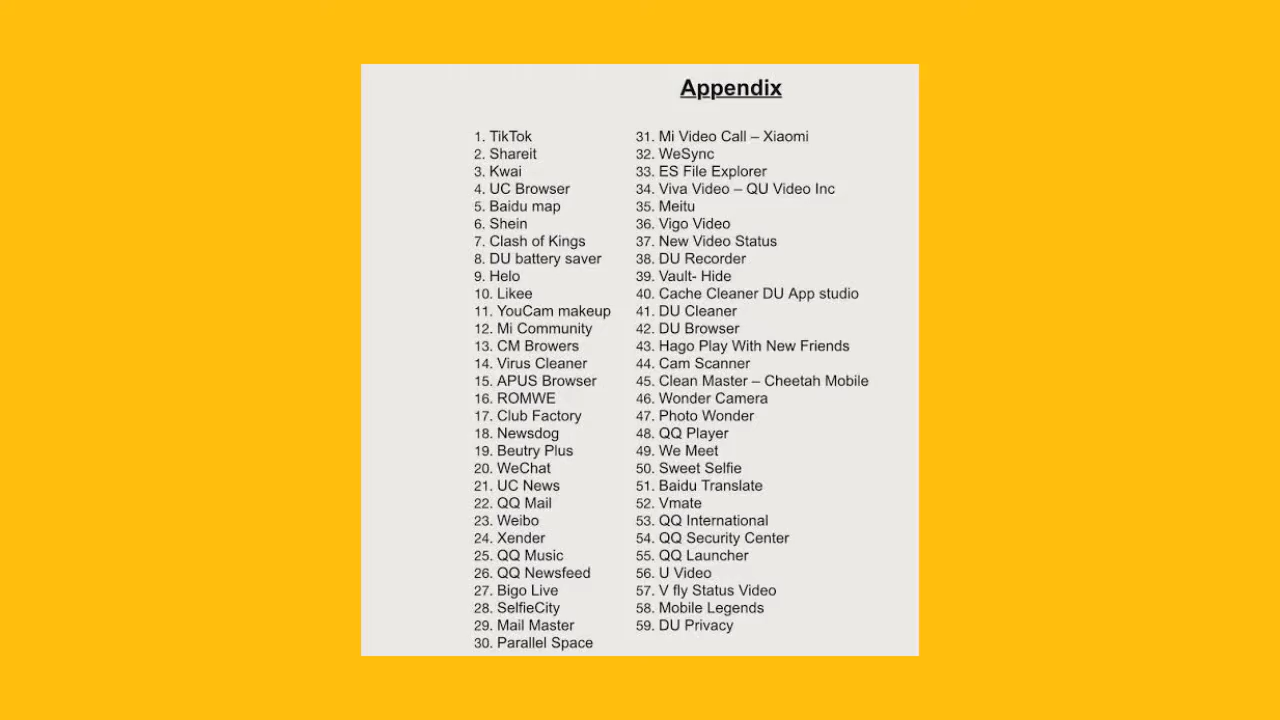 Appendix
1. TikTok
2. Shareit
3. Kwai
4. UC Browser
5. Baidu map
6. Shein
7. Clash of Kings
8. DU battery saver
9. Helo
10. Likee
11. YouCam makeup
12. Mi Community
13. CM Browers
14. Virus Cleaner
15. APUS Browser
16. ROMWE
17. Club Factory
18. Newsdog
19. Beutry Plus
20. WeChat
21. UC News
22. QQ Mail
23. Weibo
24. Xender
25. QQ Music
26. QQ Newsfeed
27. Bigo Live
28. SelfieCity
29. Mail Master
30. Parallel Space
31. Mi Video Call – Xiaomi
32. WeSync
33. ES File Explorer
34. Viva Video – QU Video Inc
35. Meitu
36. Vigo Video
37. New Video Status
38. DU Recorder
39. Vault- Hide
40. Cache Cleaner DU App studio
41. DU Cleaner
42. DU Browser
43. Hago Play With New Friends
44. Cam Scanner
45. Clean Master – Cheetah Mobile
46. Wonder Camera
47. Photo Wonder
48. QQ Player
49. We Meet
50. Sweet Selfie
51. Baidu Translate
52. Vmate
53. QQ International
54. QQ Security Center
55. QQ Launcher
56. U Video
57. V fly Status Video
58. Mobile Legends
59. DU Privacy